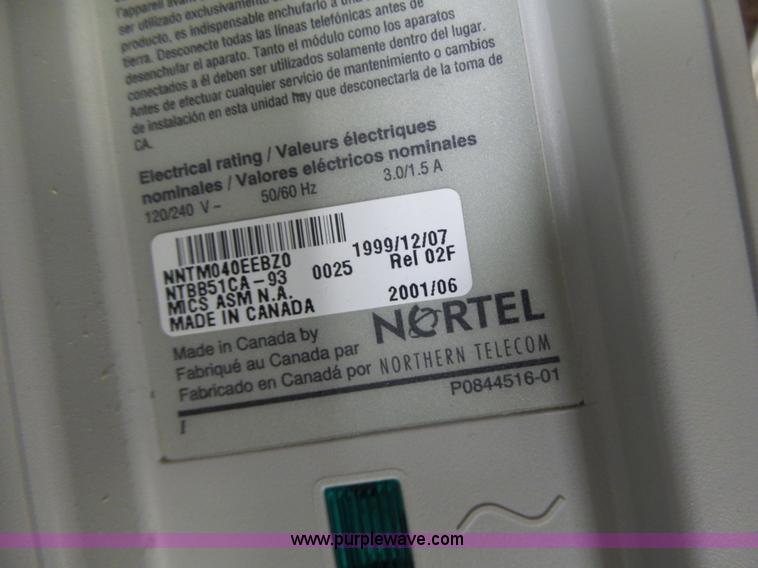 l'appareil avant
ser utilizado exclusivamente
producto, es indispensable enchufarlo a una
tierra. Desconecte todas las líneas telefónicas antes de
desenchufar el aparato. Tanto el módulo como los aparatos
conectados a él deben ser utilizados solamente dentro del lugar.
Antes de efectuar cualquier servicio de mantenimiento o cambios
de instalación en esta unidad hay que desconectarla de la toma de
CA.
Electrical rating / Valeurs électriques
nominales / Valores eléctricos nominales
120/240 V~ 50/60 Hz 3.0/1.5 A
NNTM040EEBZ0 1999/12/07
NTBB51CA-93 0025 Rel 02F
MICS ASM N.A.
MADE IN CANADA 2001/06
Made in Canada by NORTEL
Fabriqué au Canada par
Fabricado en Canadá por NORTHERN TELECOM
P0844516-01
I
www.purplewave.com